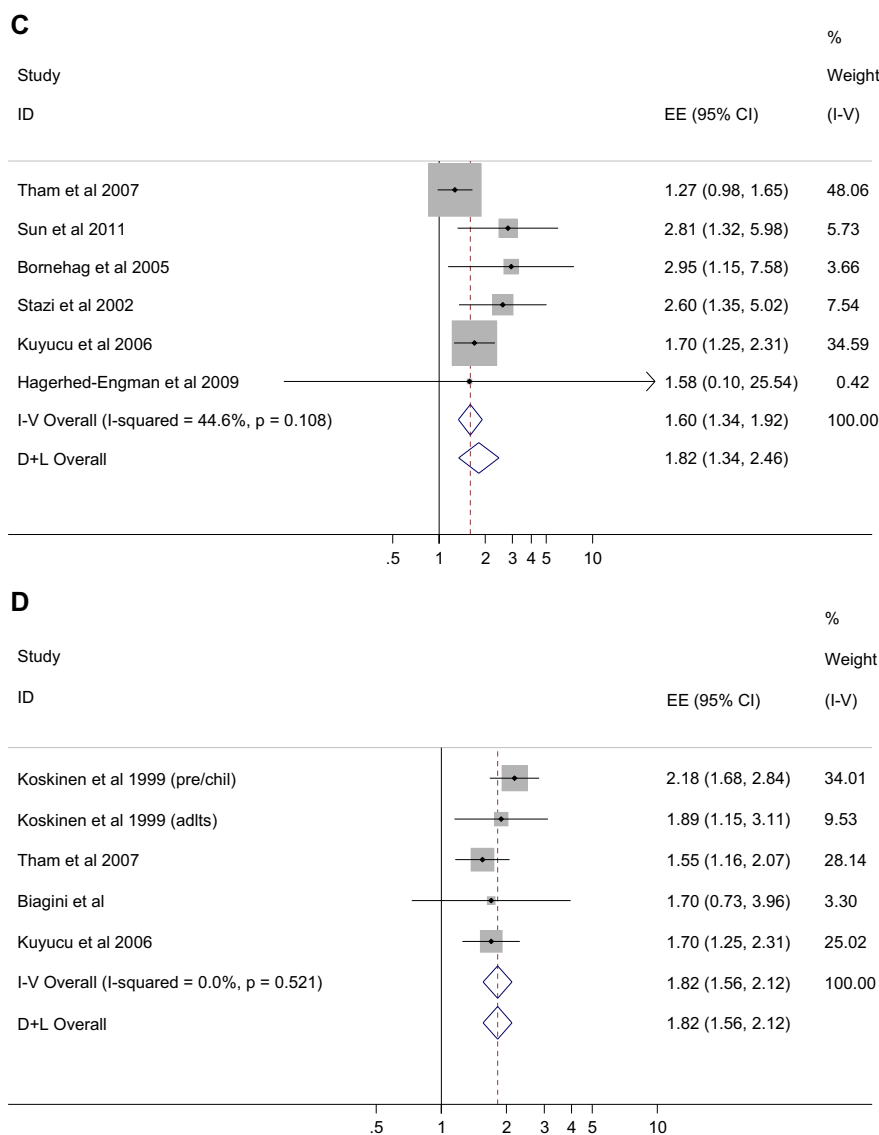 C
%
Study Weight
ID EE (95% CI) (I-V)
Tham et al 2007 1.27 (0.98, 1.65) 48.06
Sun et al 2011 2.81 (1.32, 5.98) 5.73
Bornehag et al 2005 2.95 (1.15, 7.58) 3.66
Stazi et al 2002 2.60 (1.35, 5.02) 7.54
Kuyucu et al 2006 1.70 (1.25, 2.31) 34.59
Hagerhed-Engman et al 2009 1.58 (0.10, 25.54) 0.42
I-V Overall (I-squared = 44.6%, p = 0.108) 1.60 (1.34, 1.92) 100.00
D+L Overall 1.82 (1.34, 2.46)
.5 1 2 3 4 5 10
D
%
Study Weight
ID EE (95% CI) (I-V)
Koskinen et al 1999 (pre/chil) 2.18 (1.68, 2.84) 34.01
Koskinen et al 1999 (adlts) 1.89 (1.15, 3.11) 9.53
Tham et al 2007 1.55 (1.16, 2.07) 28.14
Biagini et al 1.70 (0.73, 3.96) 3.30
Kuyucu et al 2006 1.70 (1.25, 2.31) 25.02
I-V Overall (I-squared = 0.0%, p = 0.521) 1.82 (1.56, 2.12) 100.00
D+L Overall 1.82 (1.56, 2.12)
.5 1 2 3 4 5 10